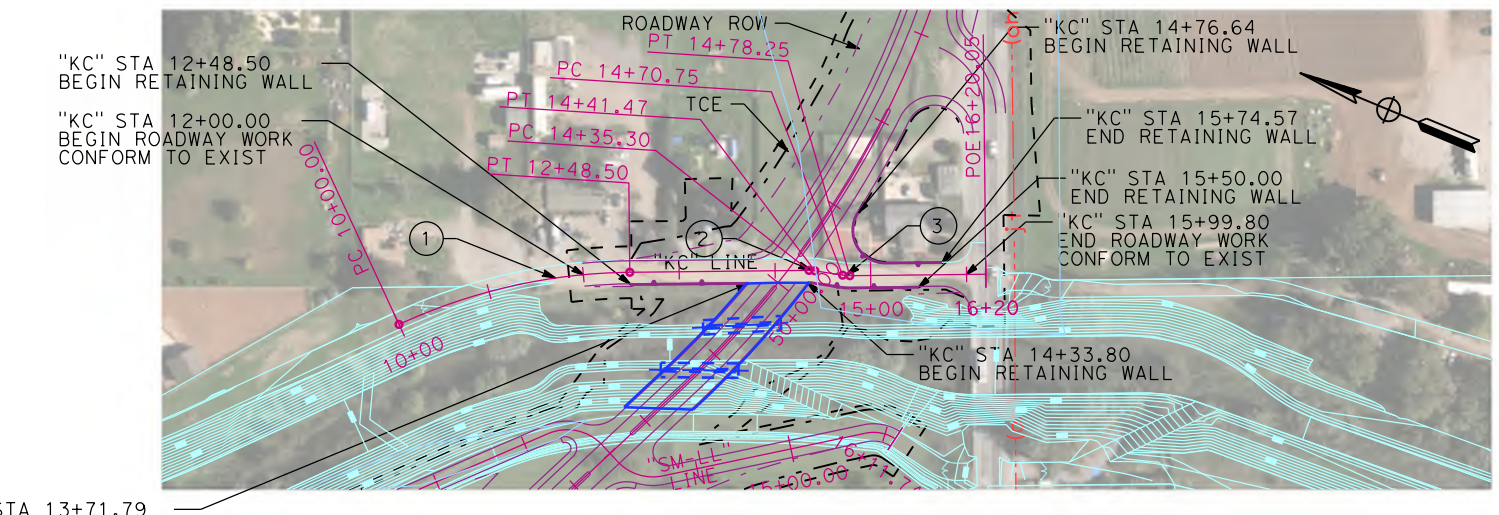 ROADWAY ROW
PT 14+78.25
"KC" STA 14+76.64
BEGIN RETAINING WALL
"KC" STA 12+48.50
BEGIN RETAINING WALL
PC 14+70.75
PT 14+41.47
TCE
PC 14+35.30
PT 12+48.50
"KC" STA 12+00.00
BEGIN ROADWAY WORK
CONFORM TO EXIST
PC 10+00.00
POE 16+20.05
"KC" STA 15+74.57
END RETAINING WALL
"KC" STA 15+50.00
END RETAINING WALL
"KC" STA 15+99.80
END ROADWAY WORK
CONFORM TO EXIST
1
2
3
"KC" LINE
10+00
50+00.00
15+00
16+20
"KC" STA 14+33.80
BEGIN RETAINING WALL
"SM-LL"
LINE
15+00.00
STA 13+71.79